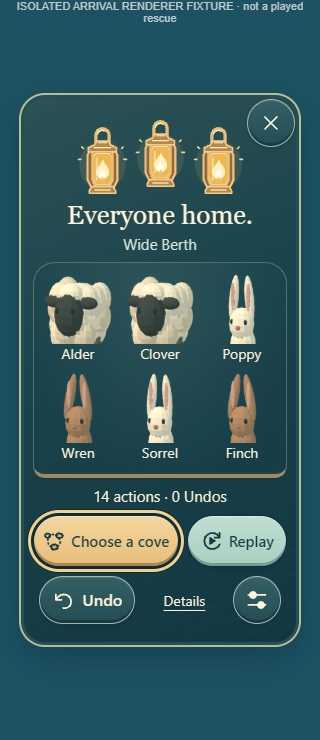 ISOLATED ARRIVAL RENDERER FIXTURE · not a played
rescue
Everyone home.
Wide Berth
Alder
Clover
Poppy
Wren
Sorrel
Finch
14 actions · 0 Undos
Choose a cove
Replay
Undo
Details